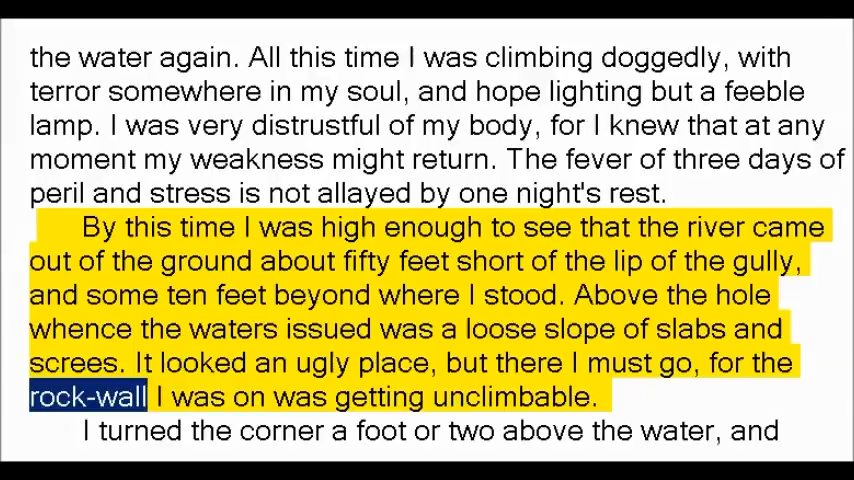 the water again. All this time I was climbing doggedly, with
terror somewhere in my soul, and hope lighting but a feeble
lamp. I was very distrustful of my body, for I knew that at any
moment my weakness might return. The fever of three days of
peril and stress is not allayed by one night's rest.
By this time I was high enough to see that the river came
out of the ground about fifty feet short of the lip of the gully,
and some ten feet beyond where I stood. Above the hole
whence the waters issued was a loose slope of slabs and
screes. It looked an ugly place, but there I must go, for the
rock-wall I was on was getting unclimbable.
I turned the corner a foot or two above the water, and